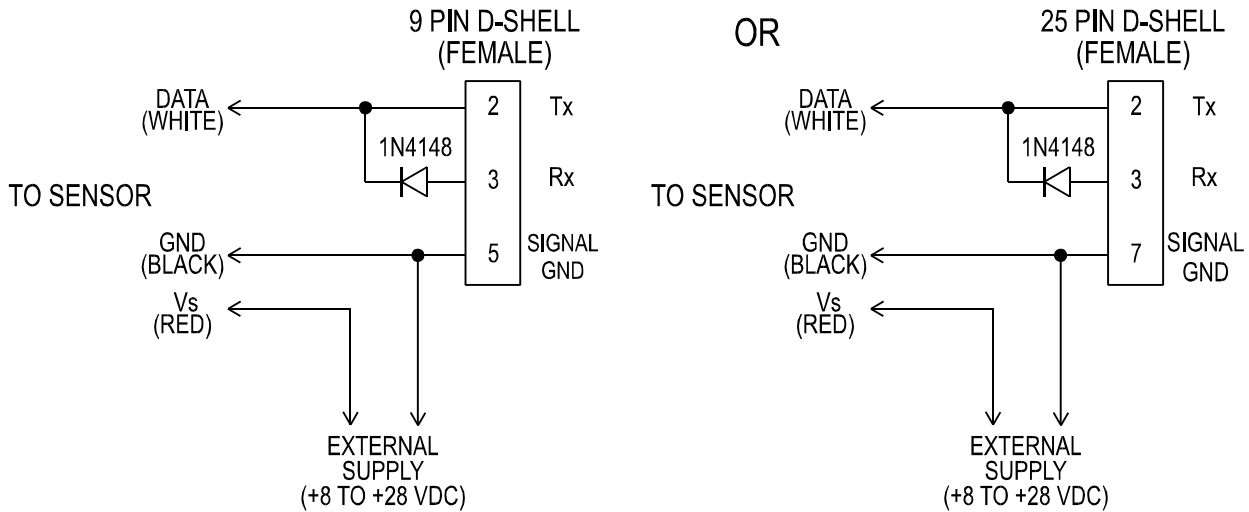 9 PIN D-SHELL
(FEMALE)
DATA
(WHITE)
2
Tx
1N4148
3
Rx
TO SENSOR
GND
(BLACK)
5
SIGNAL
GND
Vs
(RED)
EXTERNAL
SUPPLY
(+8 TO +28 VDC)
OR
25 PIN D-SHELL
(FEMALE)
DATA
(WHITE)
2
Tx
1N4148
3
Rx
TO SENSOR
GND
(BLACK)
7
SIGNAL
GND
Vs
(RED)
EXTERNAL
SUPPLY
(+8 TO +28 VDC)